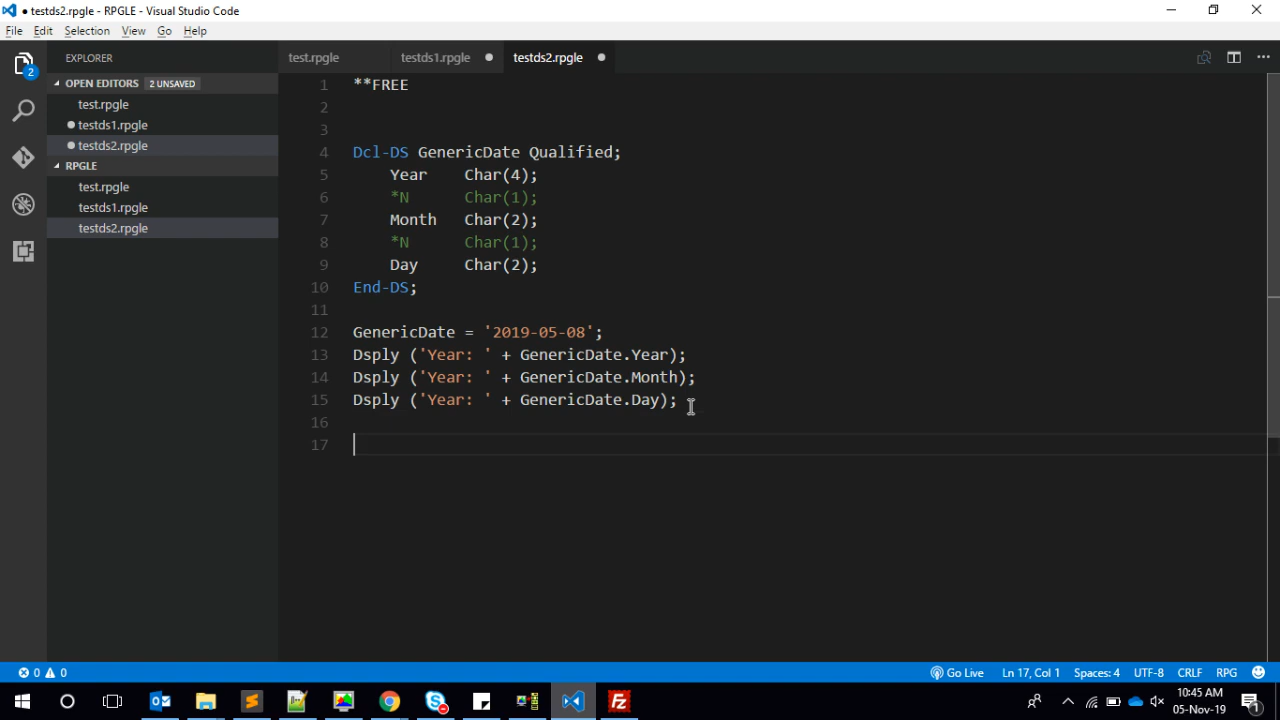 testds2.rpgle - RPGLE - Visual Studio Code
File Edit Selection View Go Help
EXPLORER
test.rpgle testds1.rpgle testds2.rpgle
OPEN EDITORS 2 UNSAVED
test.rpgle
testds1.rpgle
testds2.rpgle
RPGLE
test.rpgle
testds1.rpgle
testds2.rpgle
2
1 **FREE
2
3
4 Dcl-DS GenericDate Qualified;
5 Year Char(4);
6 *N Char(1);
7 Month Char(2);
8 *N Char(1);
9 Day Char(2);
10 End-DS;
11
12 GenericDate = '2019-05-08';
13 Dsply ('Year: ' + GenericDate.Year);
14 Dsply ('Year: ' + GenericDate.Month);
15 Dsply ('Year: ' + GenericDate.Day);
16
17
0 0 Go Live Ln 17, Col 1 Spaces: 4 UTF-8 CRLF RPG
10:45 AM
05-Nov-19
1